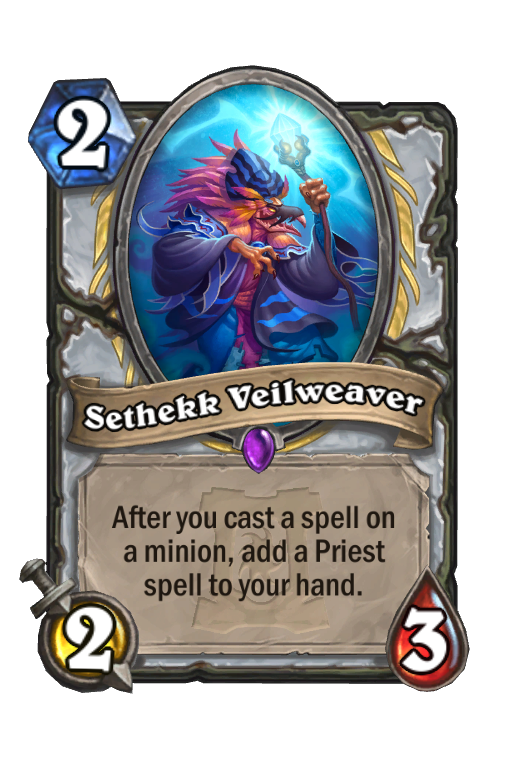 2
Sethekk Veilweaver
After you cast a spell on
a minion, add a Priest
spell to your hand.
2
3